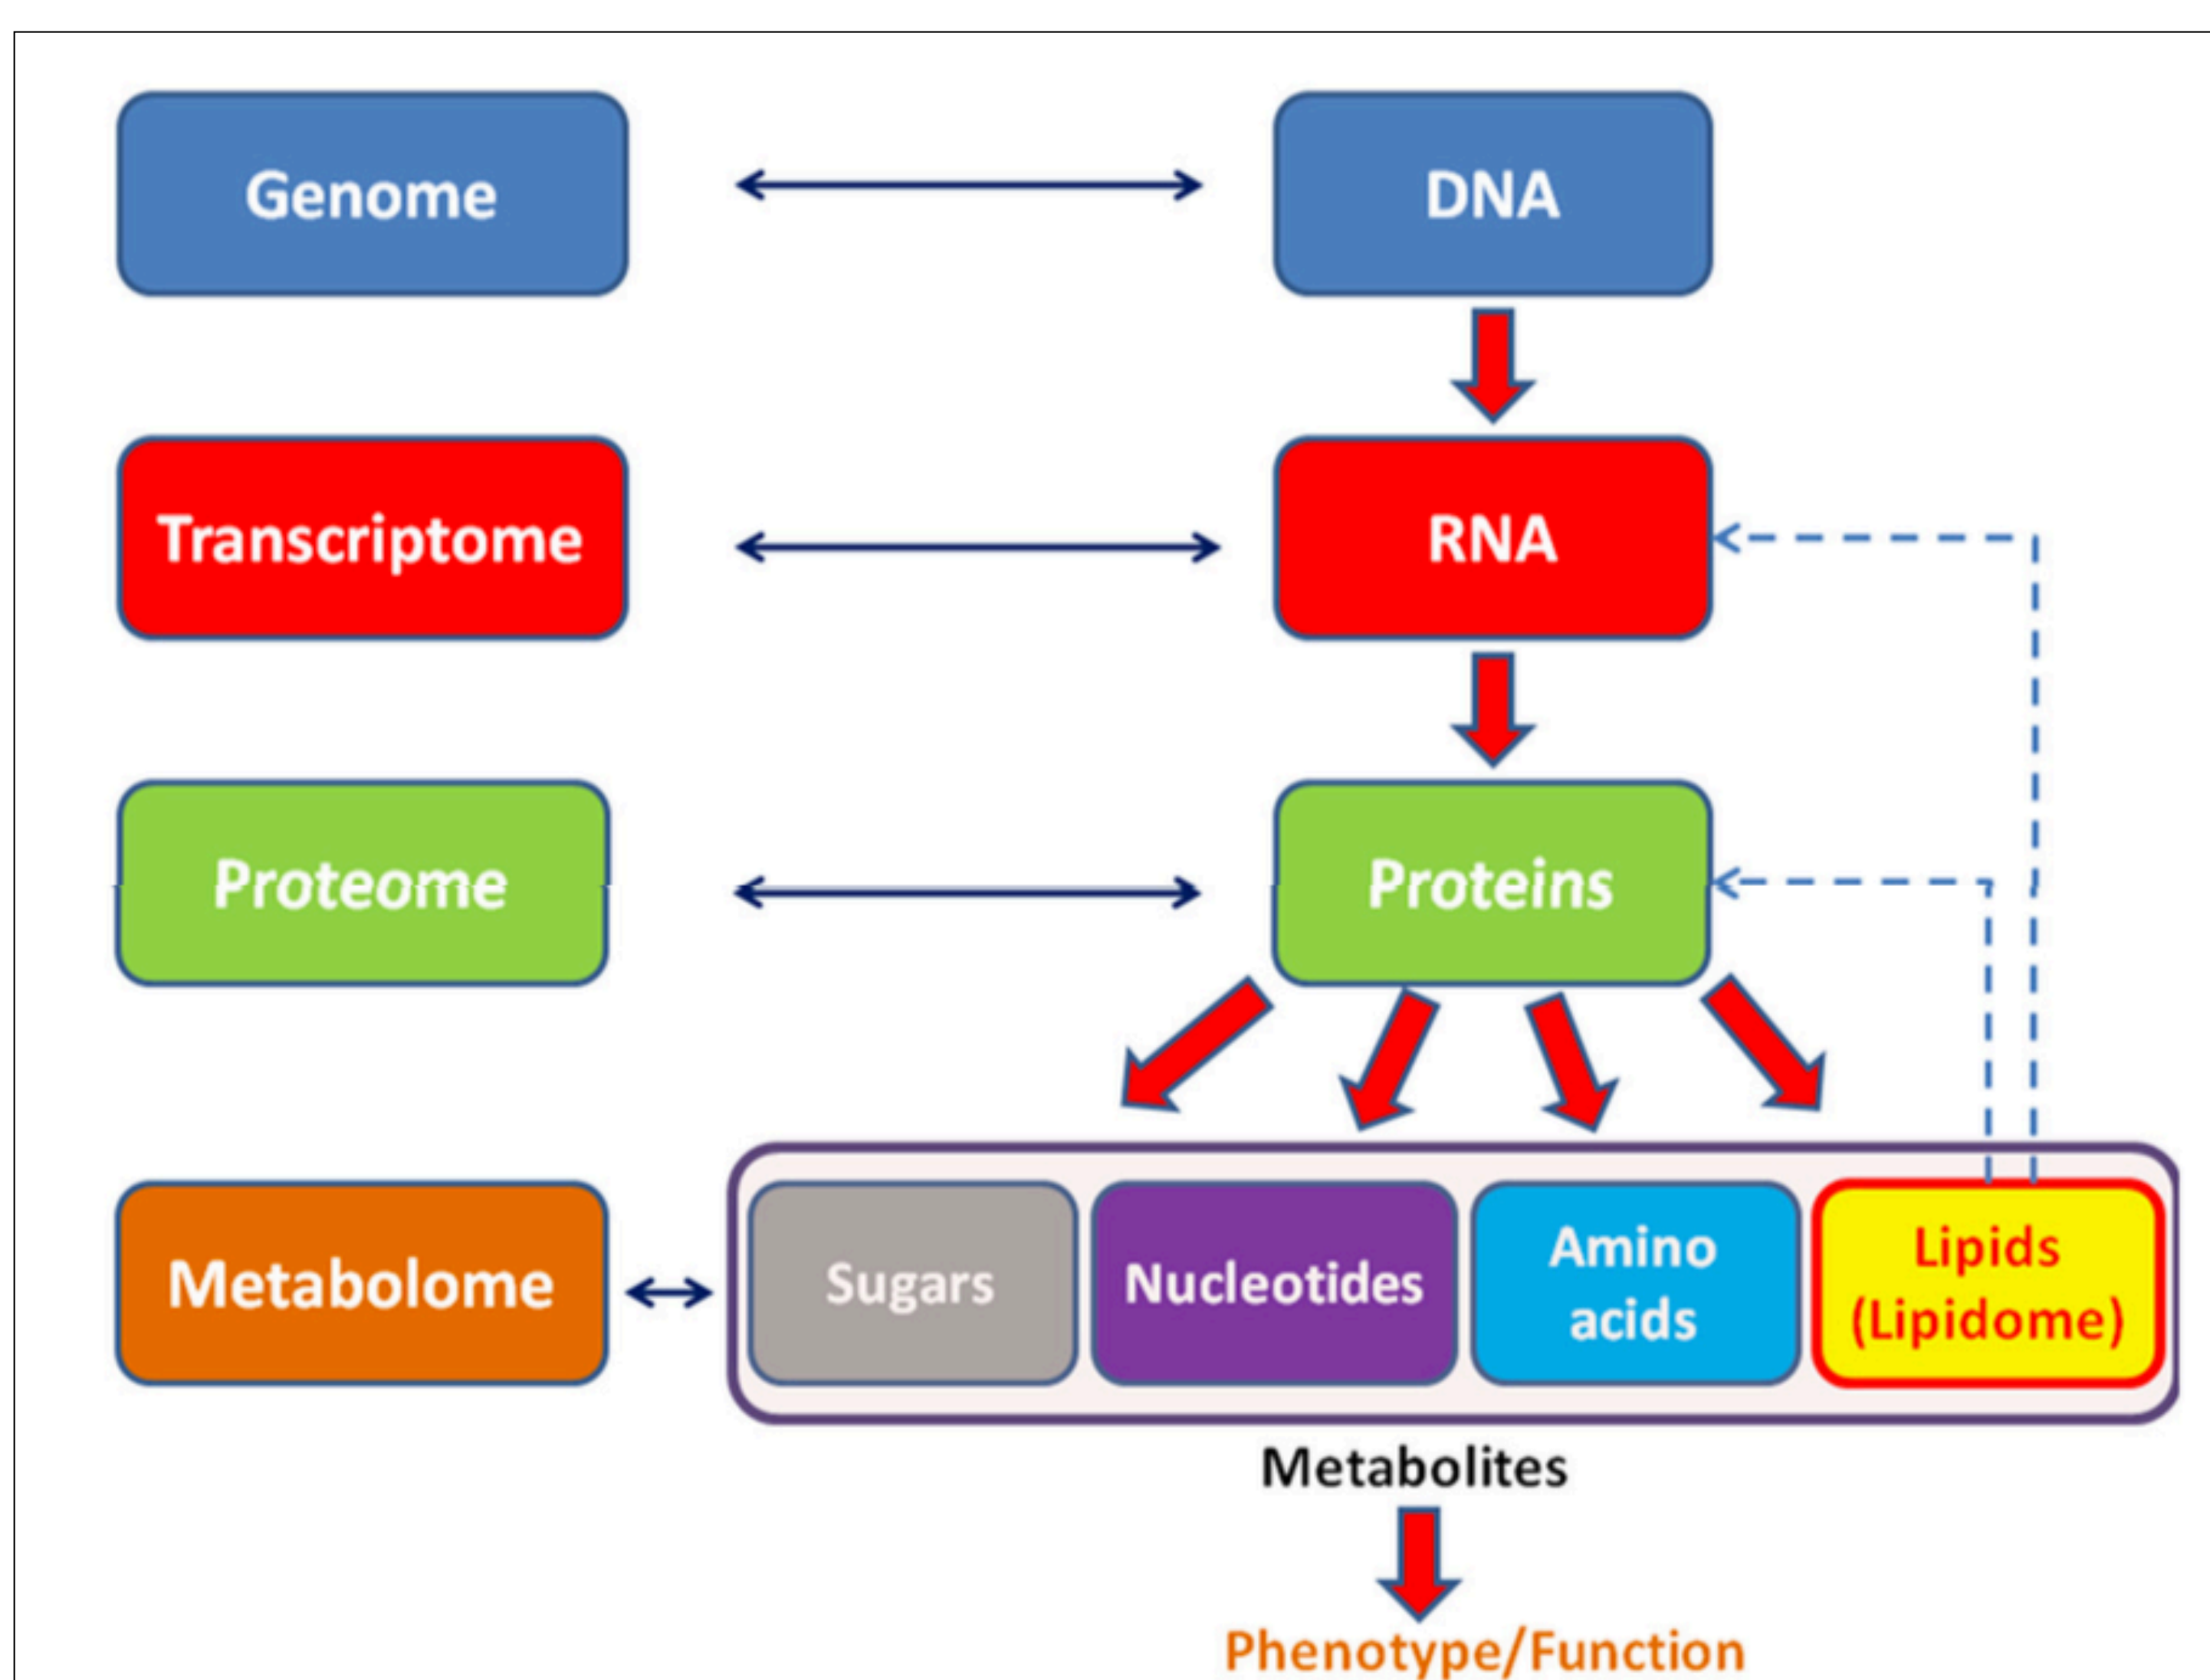 Genome
DNA
Transcriptome
RNA
Proteome
Proteins
Metabolome
Sugars
Nucleotides
Amino
acids
Lipids
(Lipidome)
Metabolites
Phenotype/Function